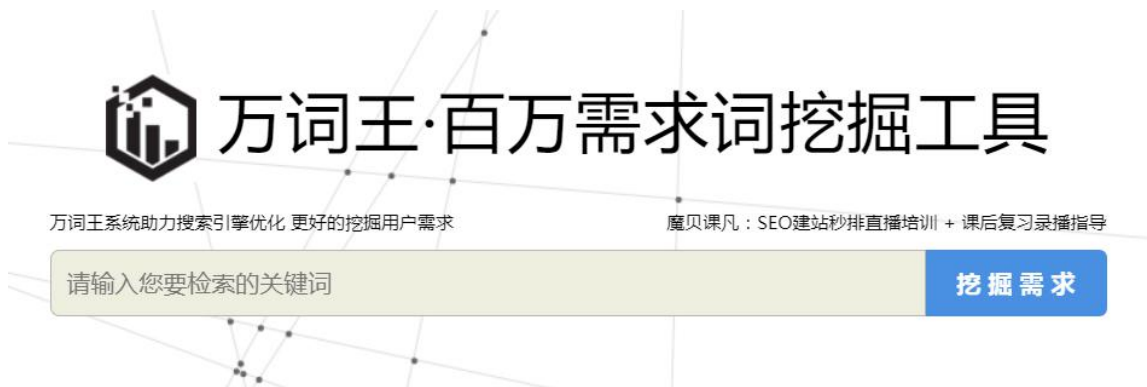 万词王·百万需求词挖掘工具
万词王系统助力搜索引擎优化 更好的挖掘用户需求
魔贝课凡：SEO建站秒排直播培训 + 课后复习录播指导
请输入您要检索的关键词
挖掘需求